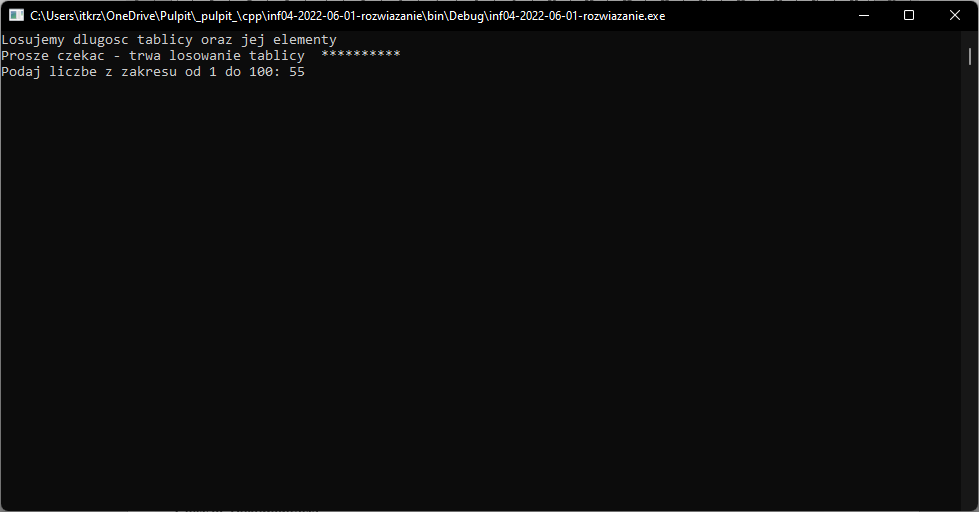 C:\Users\itkrz\OneDrive\Pulpit\_pulpit_\cpp\inf04-2022-06-01-rozwiazanie\bin\Debug\inf04-2022-06-01-rozwiazanie.exe
Losujemy dlugosc tablicy oraz jej elementy
Prosze czekac - trwa losowanie tablicy  **********
Podaj liczbe z zakresu od 1 do 100: 55